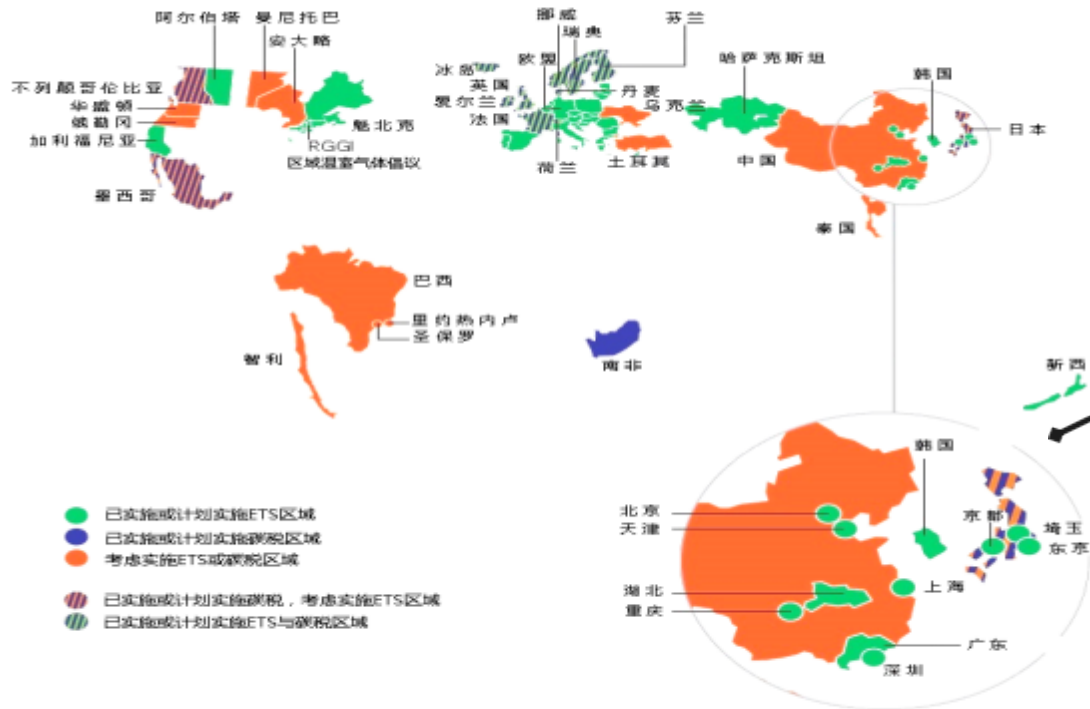 阿尔伯塔
曼尼托巴
安大略
不列颠哥伦比亚
华盛顿
俄勒冈
加利福尼亚
魁北克
RGGI
区域温室气体倡议
墨西哥
挪威
瑞典
芬兰
欧盟
冰岛
英国
爱尔兰
法国
丹麦
乌克兰
荷兰
土耳其
哈萨克斯坦
韩国
日本
中国
泰国
巴西
里约热内卢
圣保罗
智利
南非
新西
韩国
北京
天津
京都
埼玉
东京
湖北
重庆
上海
广东
深圳
已实施或计划实施ETS区域
已实施或计划实施碳税区域
考虑实施ETS或碳税区域
已实施或计划实施碳税，考虑实施ETS区域
已实施或计划实施ETS与碳税区域